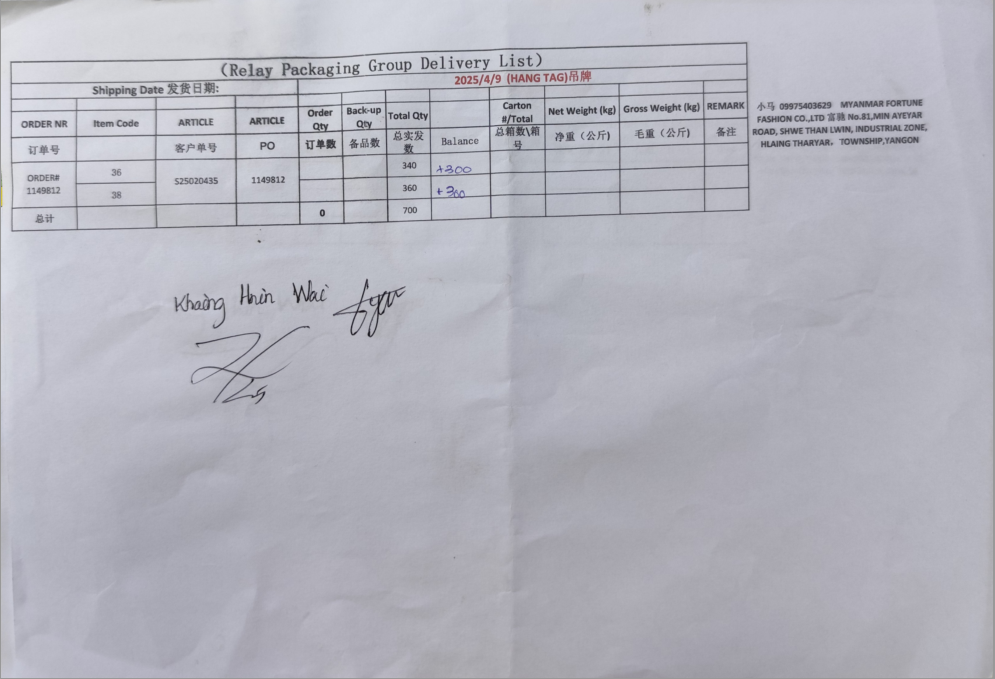 (Relay Packaging Group Delivery List)
Shipping Date 发货日期: 2025/4/9 (HANG TAG)吊牌
ORDER NR Item Code ARTICLE ARTICLE Order Qty Back-up Qty Total Qty Carton #/Total Net Weight (kg) Gross Weight (kg) REMARK
订单号 客户单号 PO 订单数 备品数 总实发数 Balance 总箱数\箱号 净重（公斤） 毛重（公斤） 备注
ORDER# 1149812 36 S25020435 1149812 340 +300
38 360 +300
总计 0 700
小马 09975403629 MYANMAR FORTUNE
FASHION CO.,LTD 富驰 No.81,MIN AYEYAR
ROAD, SHWE THAN LWIN, INDUSTRIAL ZONE,
HLAING THARYAR， TOWNSHIP,YANGON
Khaing Hnin Wai